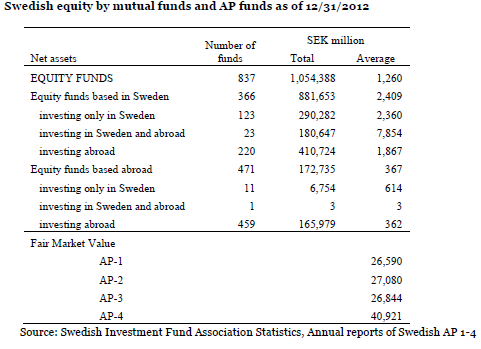 Swedish equity by mutual funds and AP funds as of 12/31/2012
Number of funds SEK million
Net assets Total Average
EQUITY FUNDS 837 1,054,388 1,260
Equity funds based in Sweden 366 881,653 2,409
investing only in Sweden 123 290,282 2,360
investing in Sweden and abroad 23 180,647 7,854
investing abroad 220 410,724 1,867
Equity funds based abroad 471 172,735 367
investing only in Sweden 11 6,754 614
investing in Sweden and abroad 1 3 3
investing abroad 459 165,979 362
Fair Market Value
AP-1 26,590
AP-2 27,080
AP-3 26,844
AP-4 40,921
Source: Swedish Investment Fund Association Statistics, Annual reports of Swedish AP 1-4